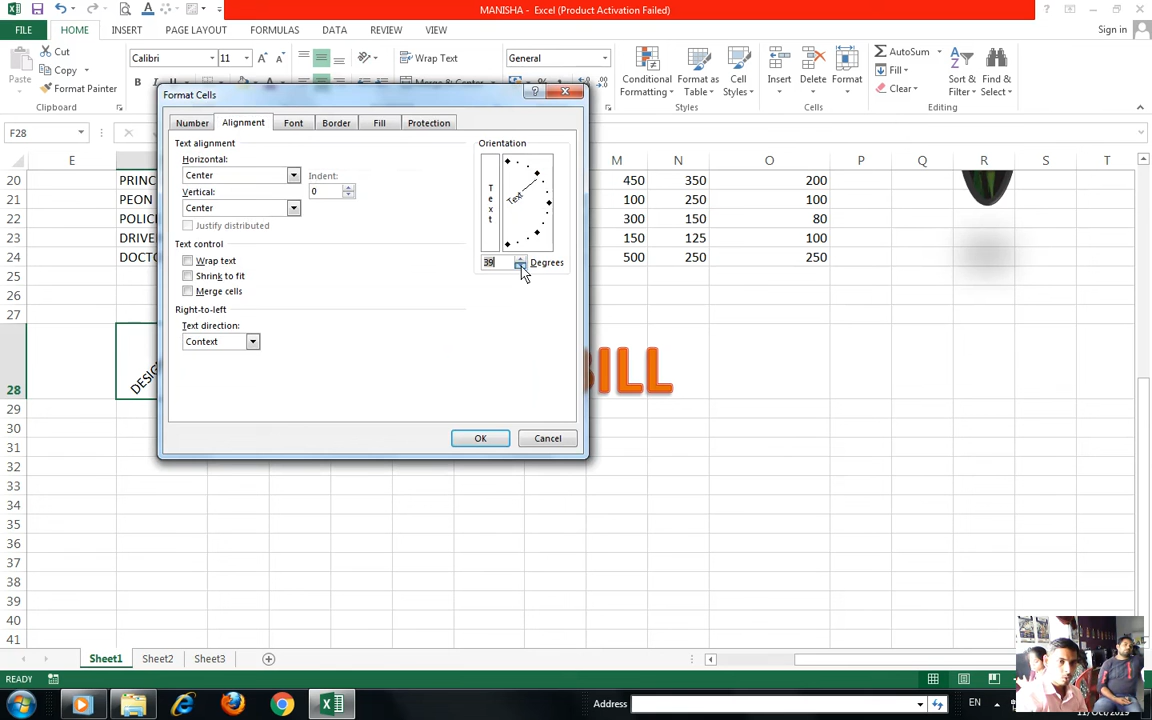 MANISHA - Excel (Product Activation Failed)
FILE HOME INSERT PAGE LAYOUT FORMULAS DATA REVIEW VIEW Sign in
Cut
Copy
Format Painter
Paste
Clipboard
Calibri 11
Wrap Text
General
Conditional Formatting
Format as Table
Cell Styles
Styles
Insert Delete Format
Cells
AutoSum
Fill
Clear
Sort & Filter
Find & Select
Editing
F28
Format Cells
Number Alignment Font Border Fill Protection
Text alignment
Horizontal:
Center
Indent:
0
Vertical:
Center
Justify distributed
Text control
Wrap text
Shrink to fit
Merge cells
Right-to-left
Text direction:
Context
Orientation
Text
Text
39 Degrees
OK Cancel
E M N O P Q R S T
20 PRINC 450 350 200
21 PEON 100 250 100
22 POLIC 300 150 80
23 DRIVE 150 125 100
24 DOCTO 500 250 250
25
26
27
28 DESIG BILL
29
30
31
32
33
34
35
36
37
38
39
40
41
Sheet1 Sheet2 Sheet3
READY
Address
EN
11/Oct/2019